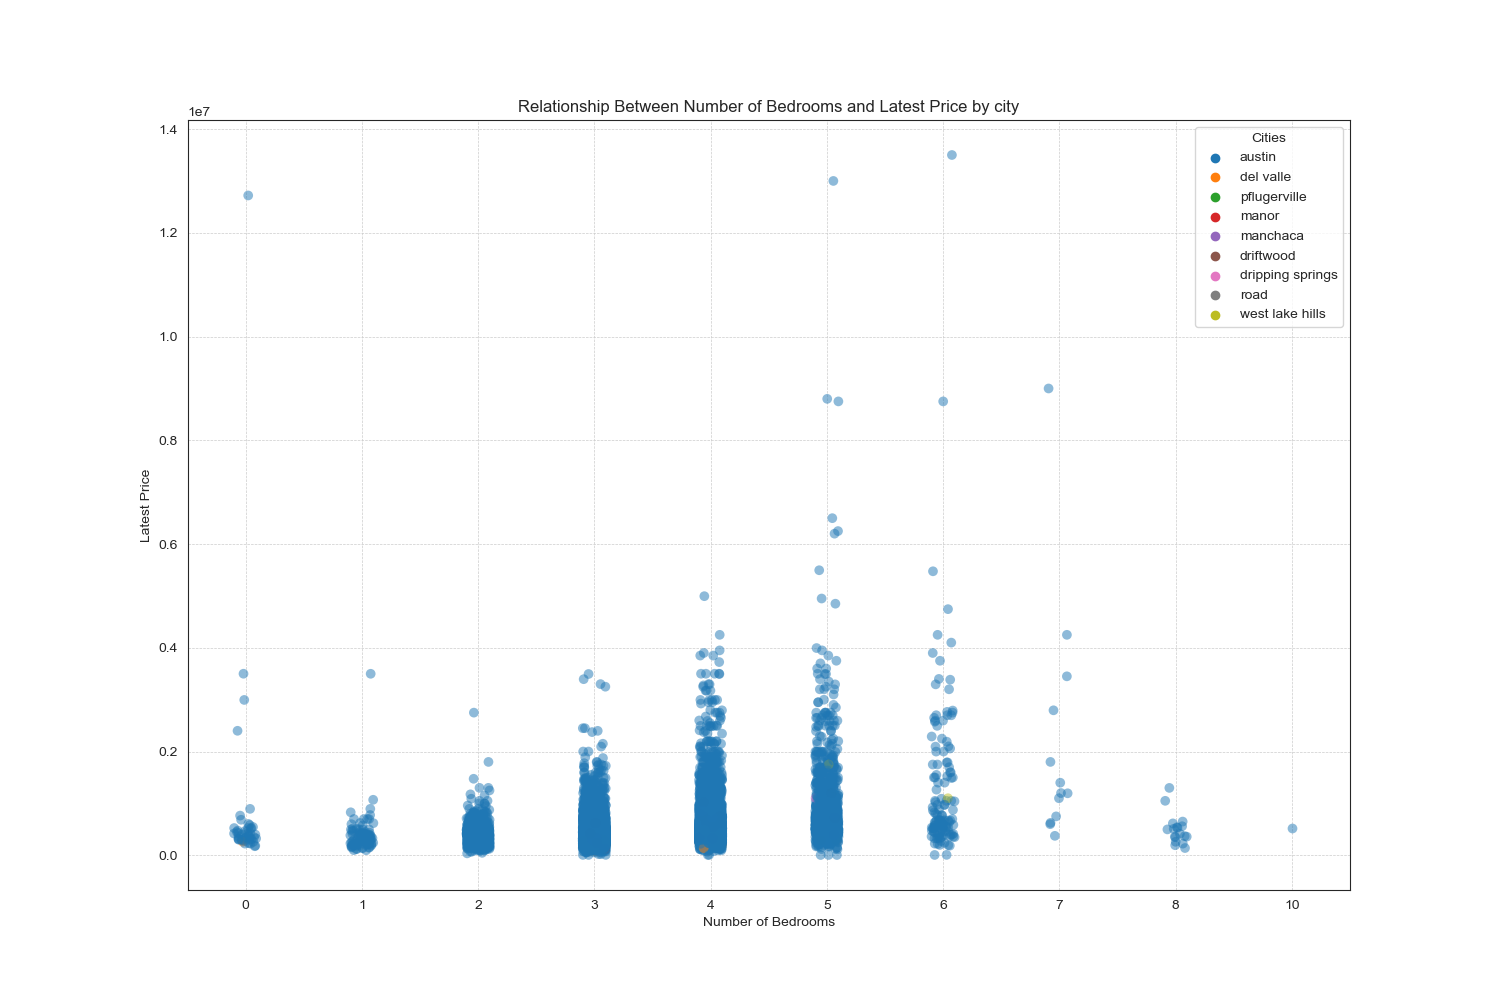 Relationship Between Number of Bedrooms and Latest Price by city
1e7
1.4
1.2
1.0
0.8
0.6
0.4
0.2
0.0
Latest Price
Cities
austin
del valle
pflugerville
manor
manchaca
driftwood
dripping springs
road
west lake hills
0 1 2 3 4 5 6 7 8 10
Number of Bedrooms